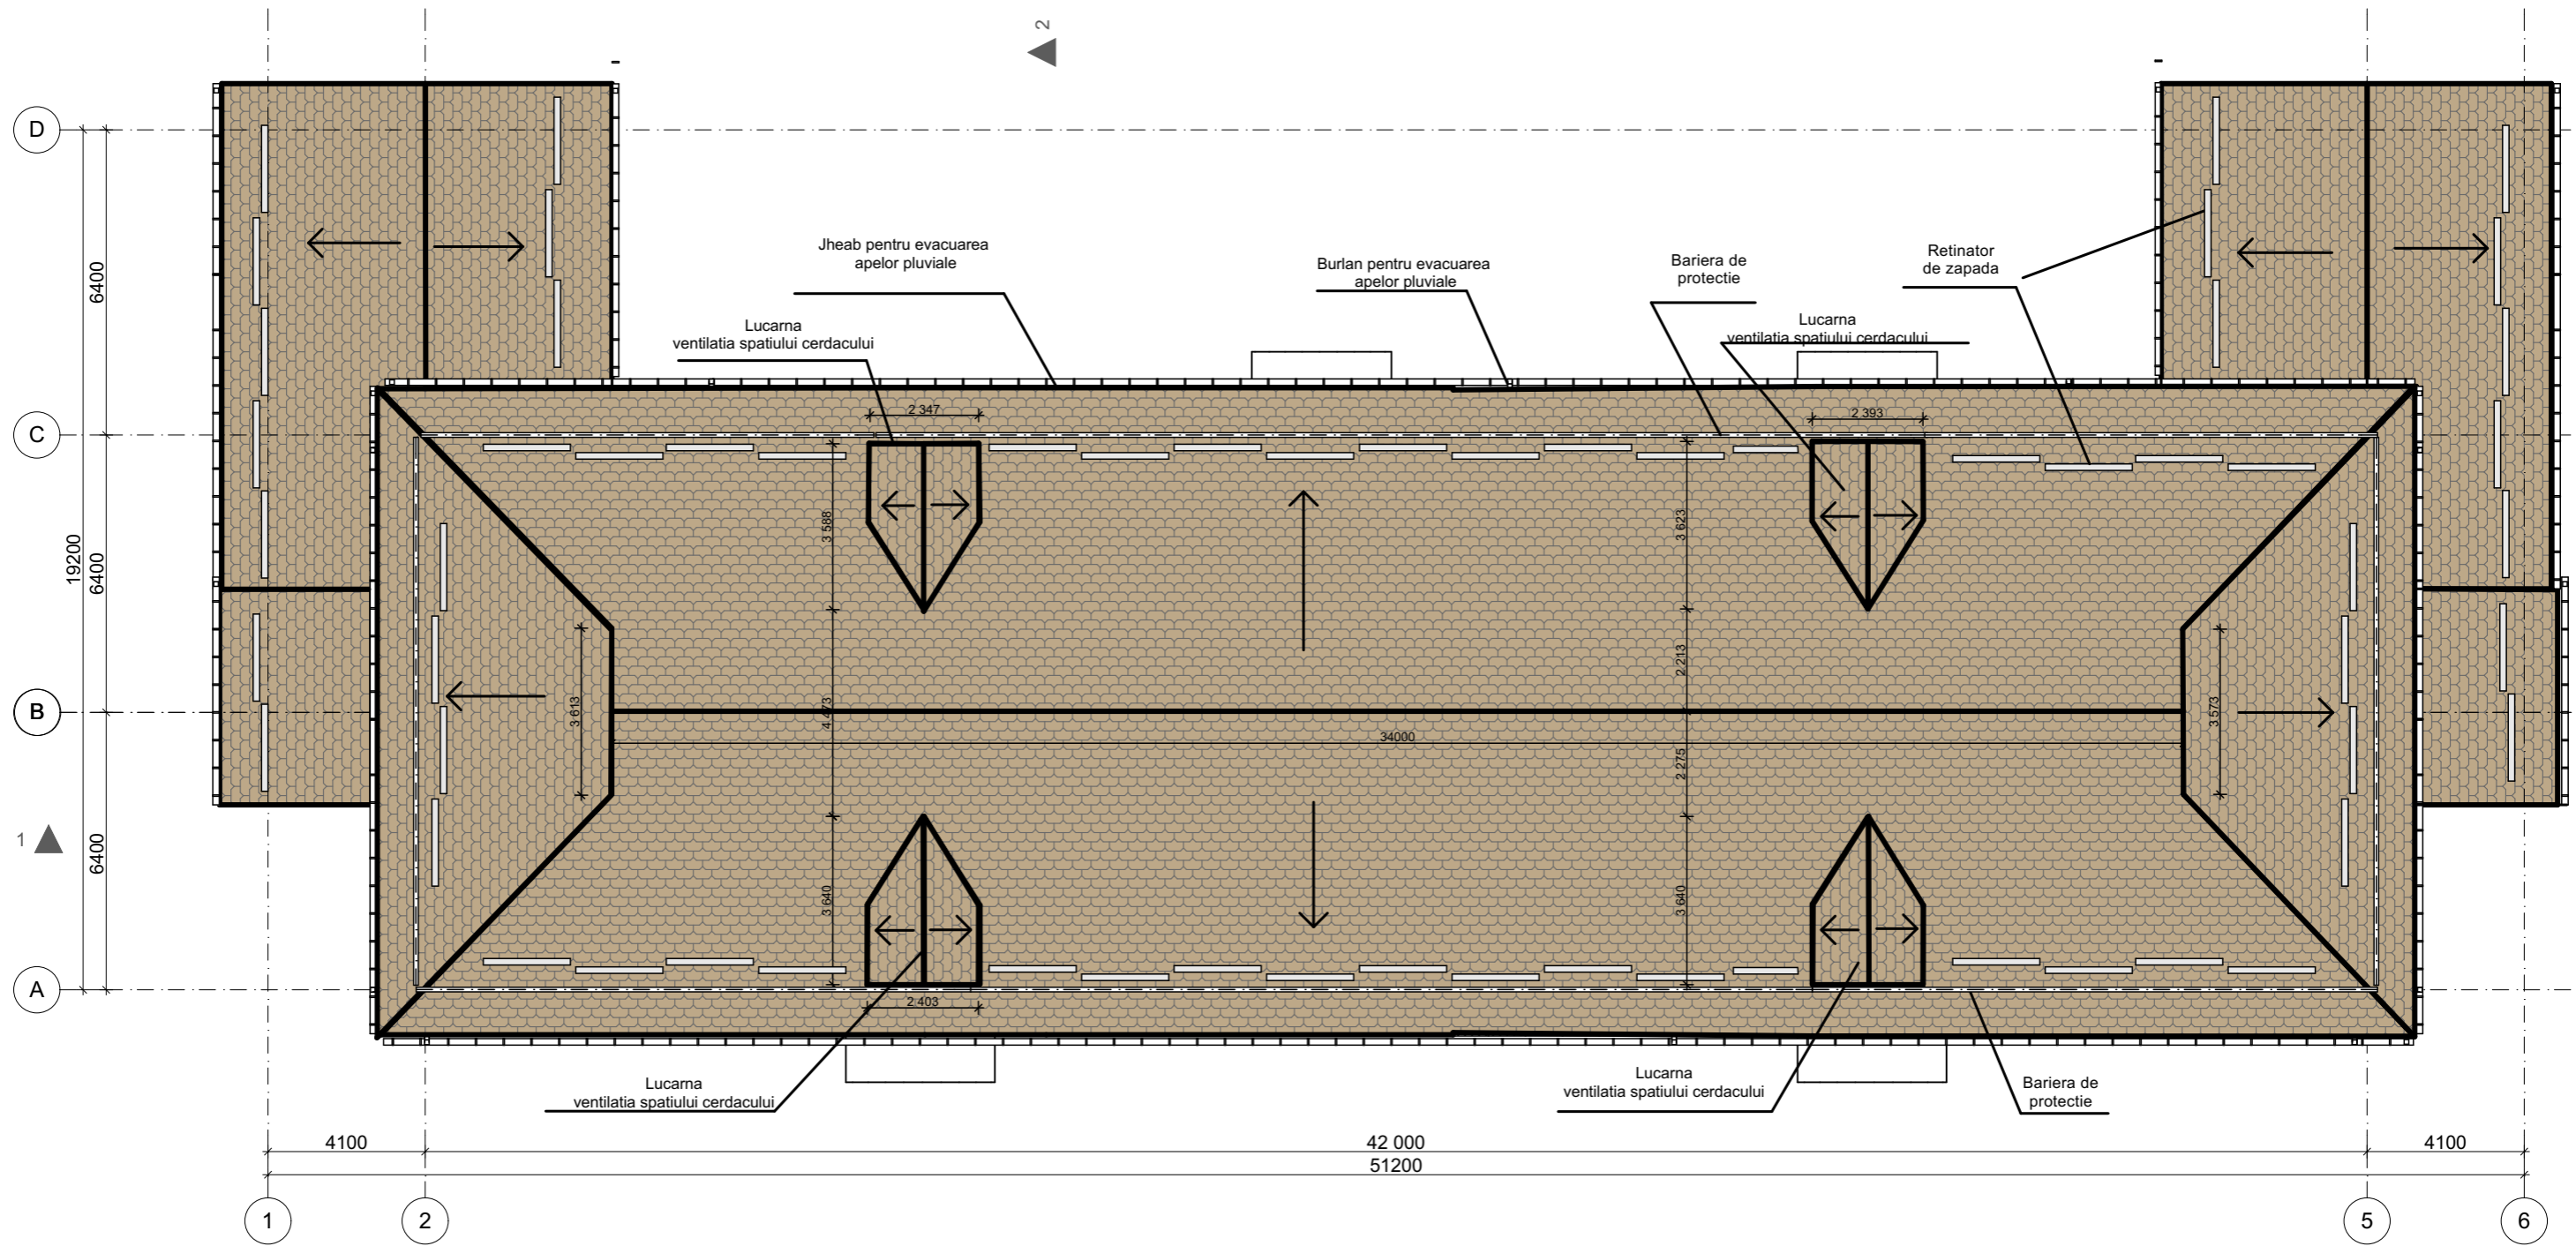 2
D
6400
Jheab pentru evacuarea
apelor pluviale
Burlan pentru evacuarea
apelor pluviale
Bariera de
protectie
Retinator
de zapada
Lucarna
ventilatia spatiului cerdacului
Lucarna
ventilatia spatiului cerdacului
C
2 347
2 393
3 588
3 623
19200
6400
B
3 613
4 473
2 213
3 573
34000
2 275
1
6400
3 640
3 640
A
2 403
Lucarna
ventilatia spatiului cerdacului
Lucarna
ventilatia spatiului cerdacului
Bariera de
protectie
4100
42 000
4100
51200
1
2
5
6